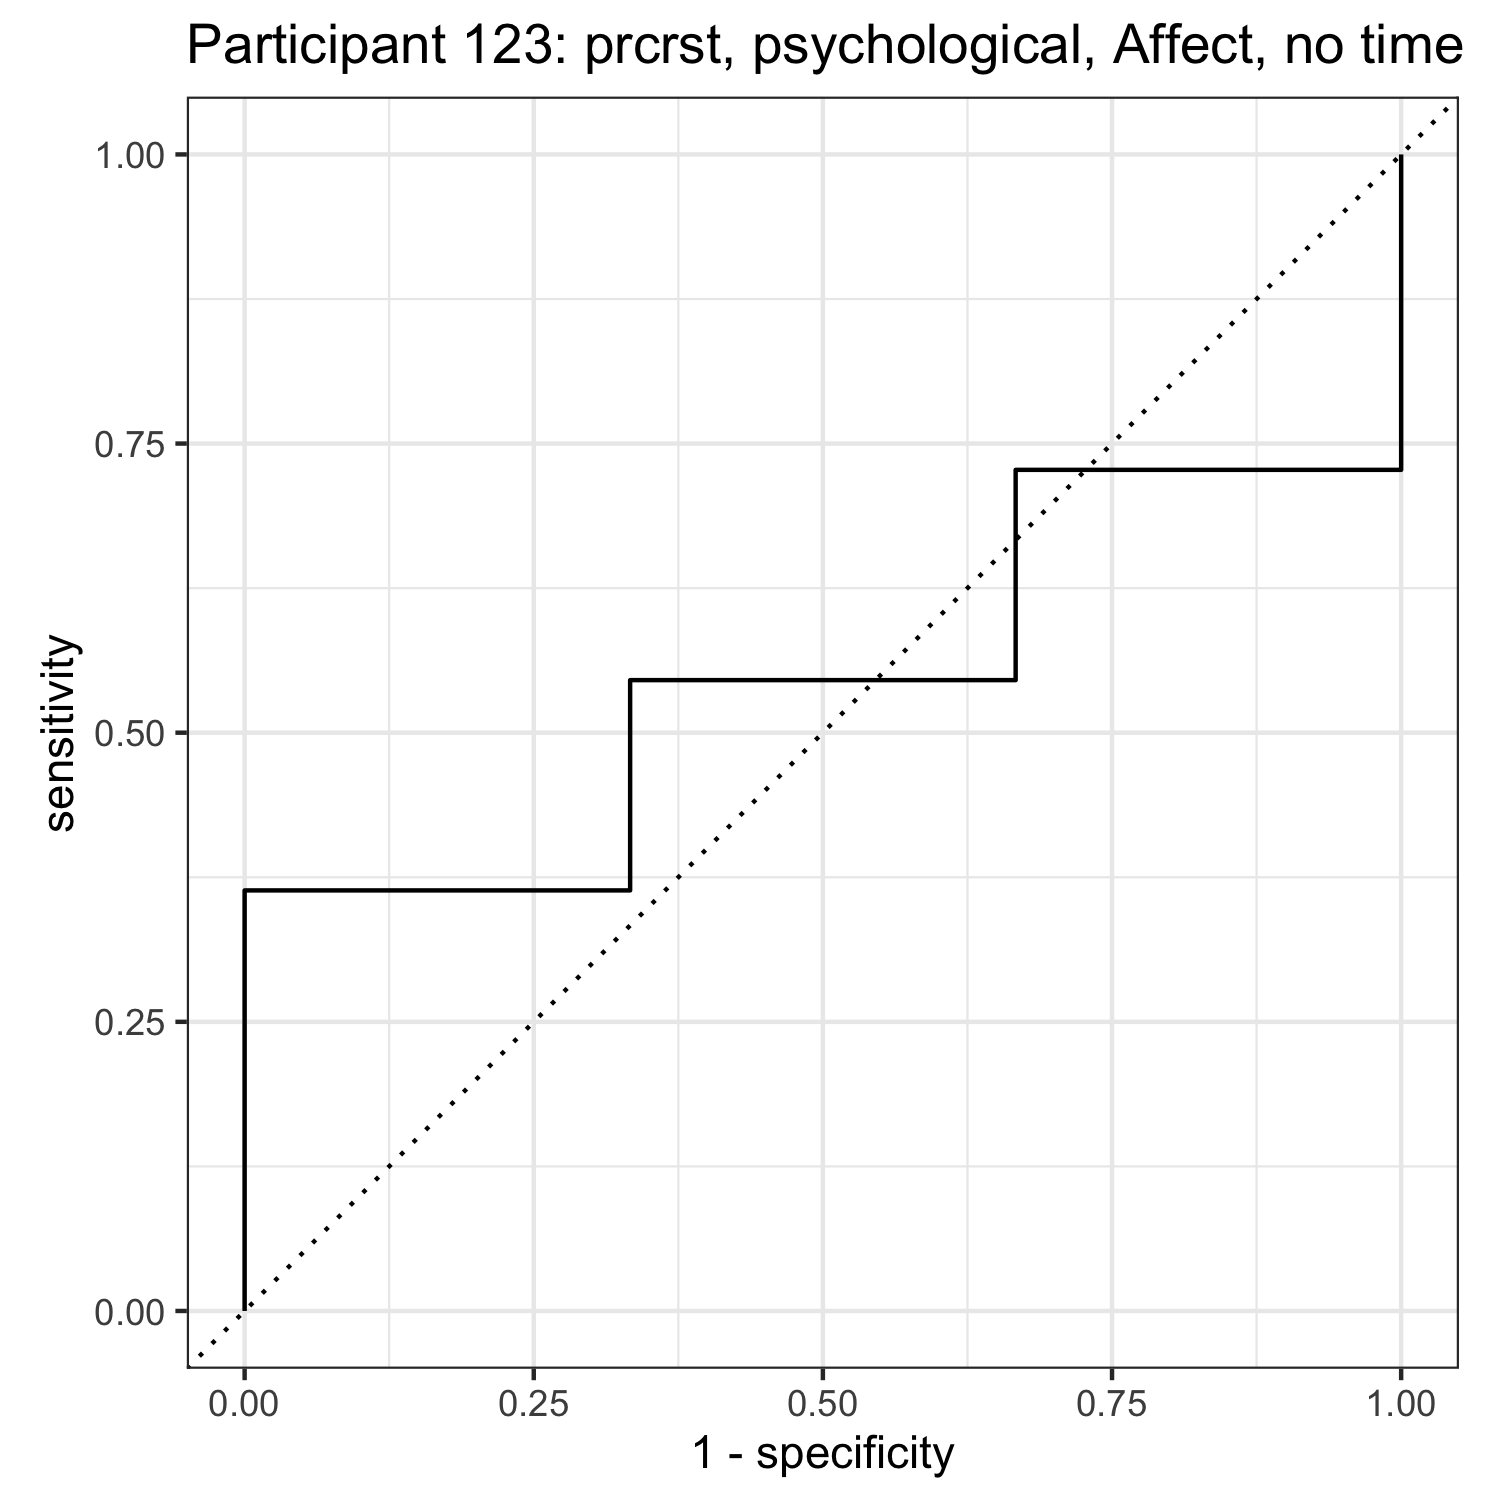 Participant 123: prcrst, psychological, Affect, no time
1.00
0.75
0.50
0.25
0.00
sensitivity
0.00 0.25 0.50 0.75 1.00
1 - specificity